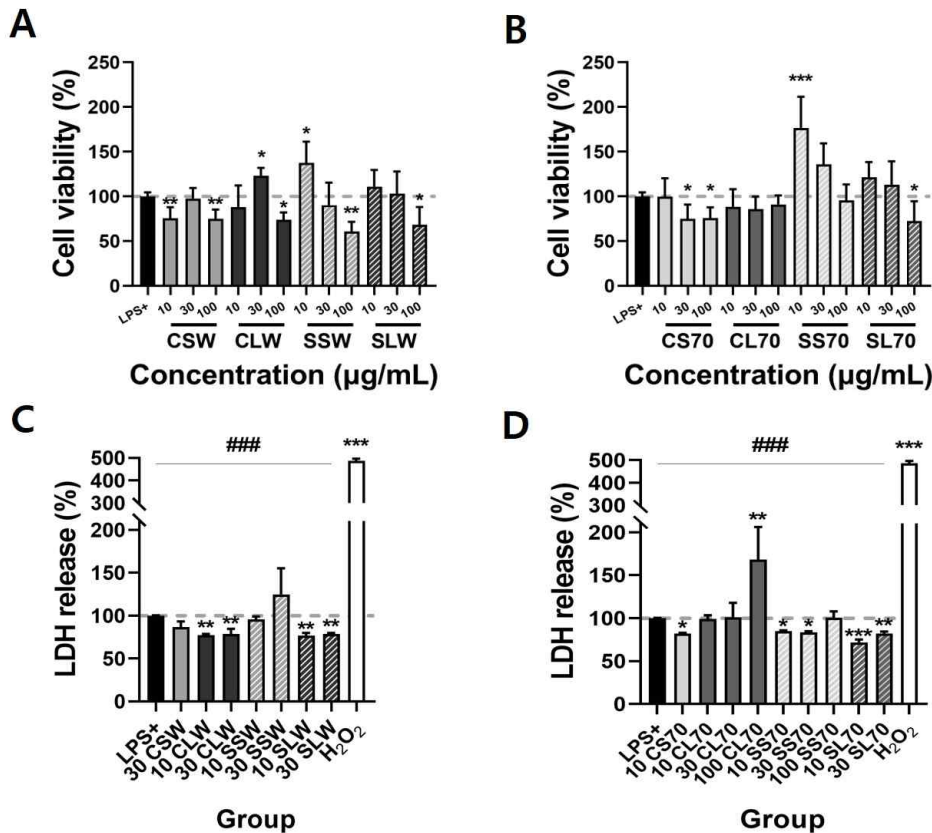 A
Cell viability (%)
250
200
150
100
50
0
** ** * * * ** *
LPS+ 10 30 100 10 30 100 10 30 100 10 30 100
CSW CLW SSW SLW
Concentration (µg/mL)
B
Cell viability (%)
250
200
150
100
50
0
* * *** *
LPS+ 10 30 100 10 30 100 10 30 100 10 30 100
CS70 CL70 SS70 SL70
Concentration (µg/mL)
C
LDH release (%)
500
400
300
200
150
100
50
0
###
***
** ** ** **
LPS+ 30 CSW 10 CLW 30 CLW 10 SSW 30 SSW 10 SLW 30 SLW H₂O₂
Group
D
LDH release (%)
500
400
300
200
150
100
50
0
###
***
* ** * * *** **
LPS+ 10 CS70 10 CL70 30 CL70 100 CL70 10 SS70 30 SS70 100 SS70 10 SL70 30 SL70 H₂O₂
Group